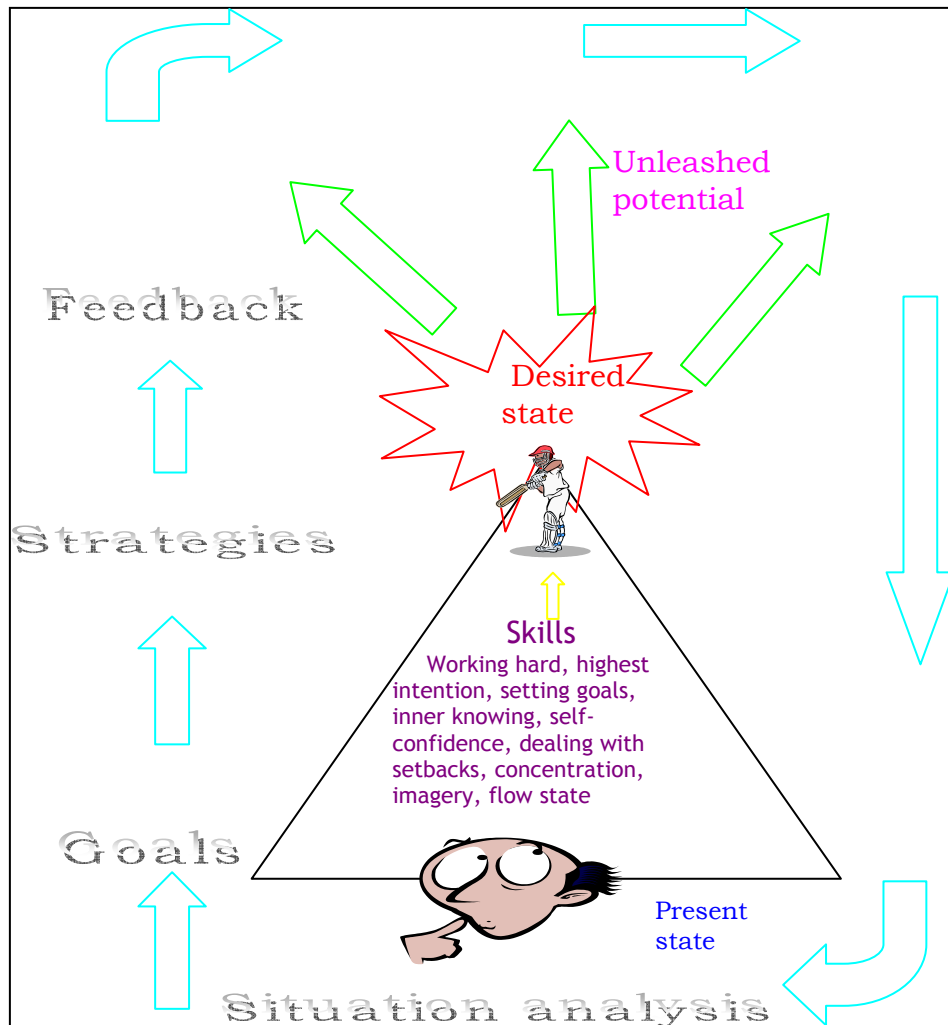 Unleashed
potential
Feedback
Desired
state
Strategies
Skills
Working hard, highest
intention, setting goals,
inner knowing, self-
confidence, dealing with
setbacks, concentration,
imagery, flow state
Goals
Present
state
Situation analysis